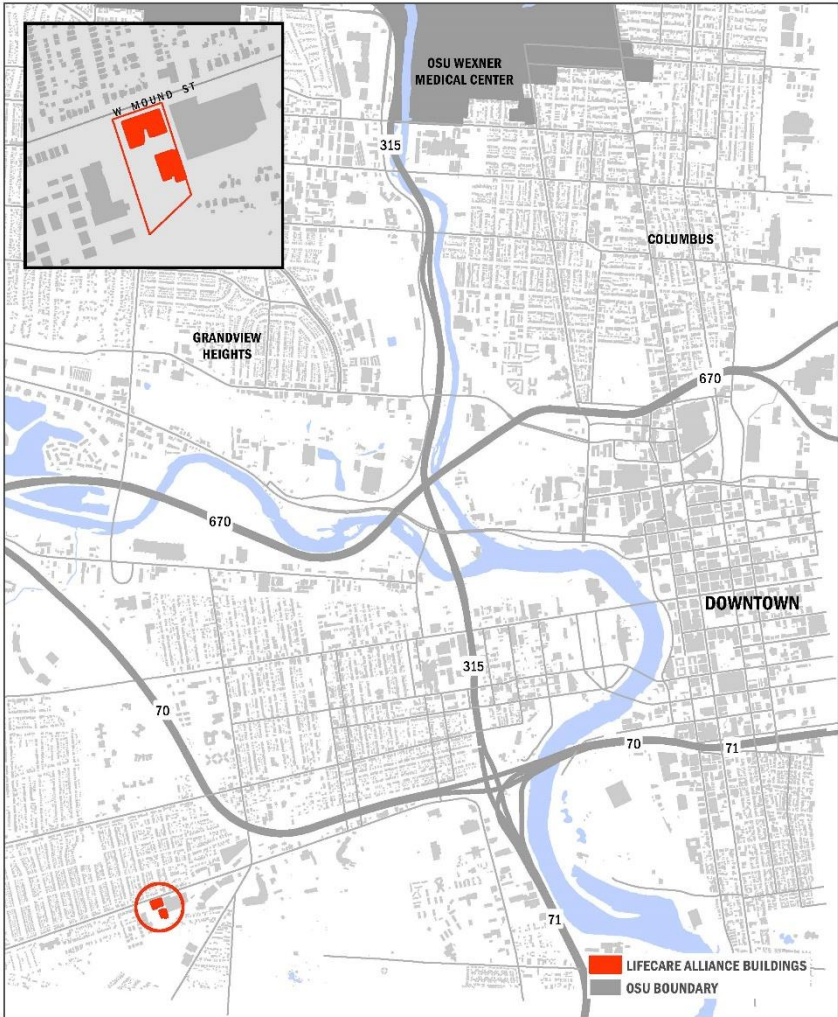 W MOUND ST
OSU WEXNER
MEDICAL CENTER
315
COLUMBUS
GRANDVIEW
HEIGHTS
670
670
DOWNTOWN
315
70
70
71
71
LIFECARE ALLIANCE BUILDINGS
OSU BOUNDARY